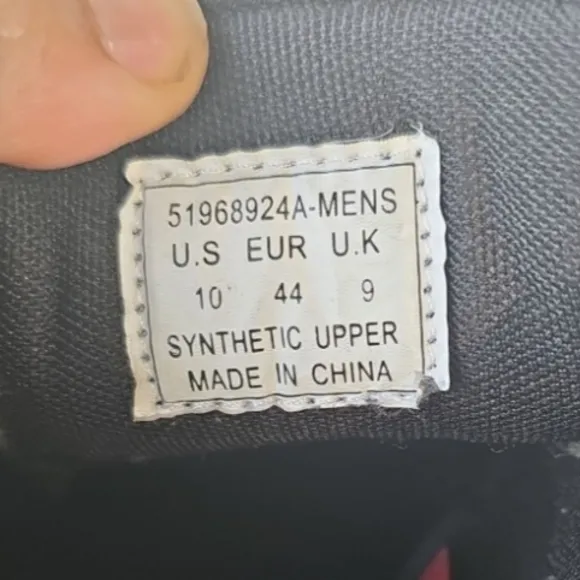 51968924A-MENS
U.S EUR U.K
10 44 9
SYNTHETIC UPPER
MADE IN CHINA